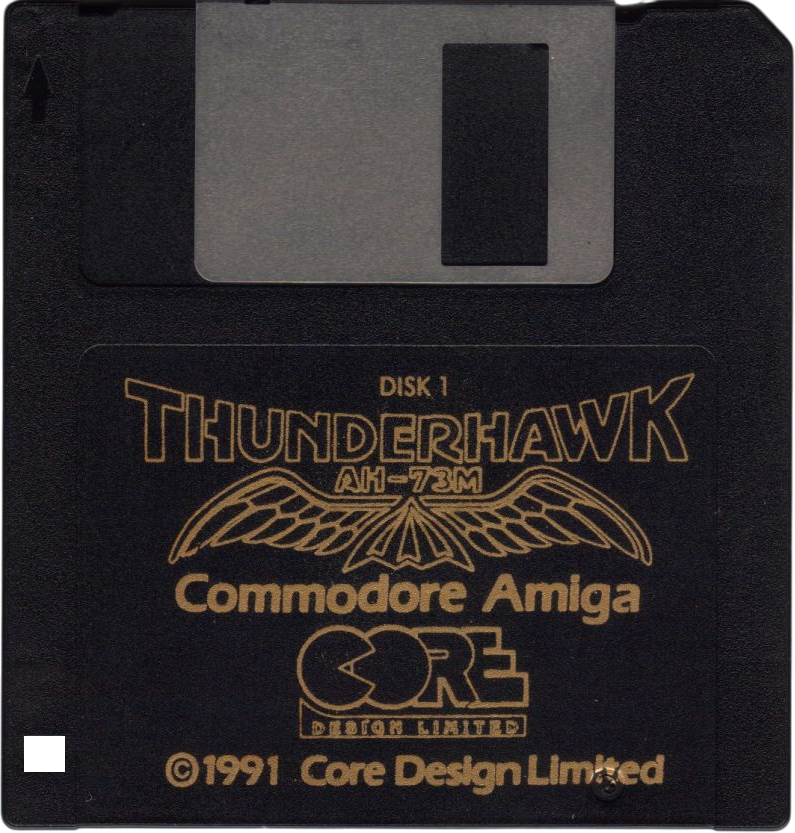 DISK 1
THUNDERHAWK
AH-73M
Commodore Amiga
CORE
DESIGN LIMITED
©1991 Core Design Limited